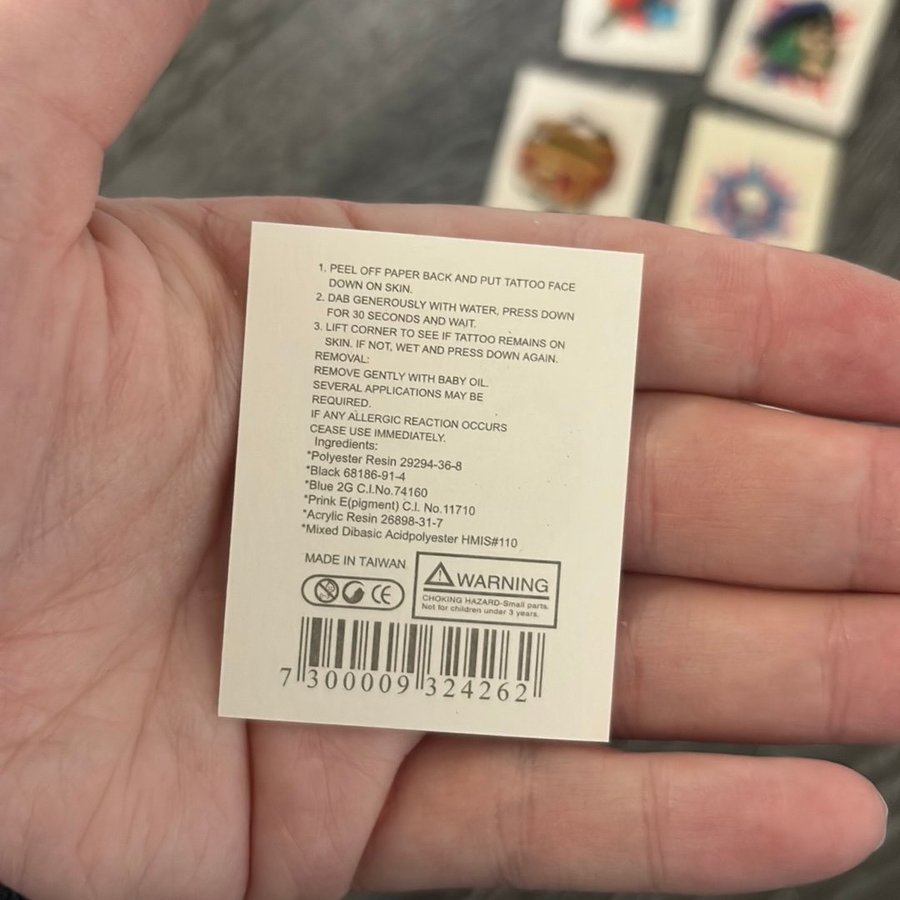 1. PEEL OFF PAPER BACK AND PUT TATTOO FACE
DOWN ON SKIN.
2. DAB GENEROUSLY WITH WATER, PRESS DOWN
FOR 30 SECONDS AND WAIT.
3. LIFT CORNER TO SEE IF TATTOO REMAINS ON
SKIN. IF NOT, WET AND PRESS DOWN AGAIN.
REMOVAL:
REMOVE GENTLY WITH BABY OIL.
SEVERAL APPLICATIONS MAY BE
REQUIRED.
IF ANY ALLERGIC REACTION OCCURS
CEASE USE IMMEDIATELY.
Ingredients:
*Polyester Resin 29294-36-8
*Black 68186-91-4
*Blue 2G C.I.No.74160
*Prink E(pigment) C.I. No.11710
*Acrylic Resin 26898-31-7
*Mixed Dibasic Acidpolyester HMIS#110
MADE IN TAIWAN
0-3 CE
WARNING
CHOKING HAZARD-Small parts.
Not for children under 3 years.
7 300009 324262